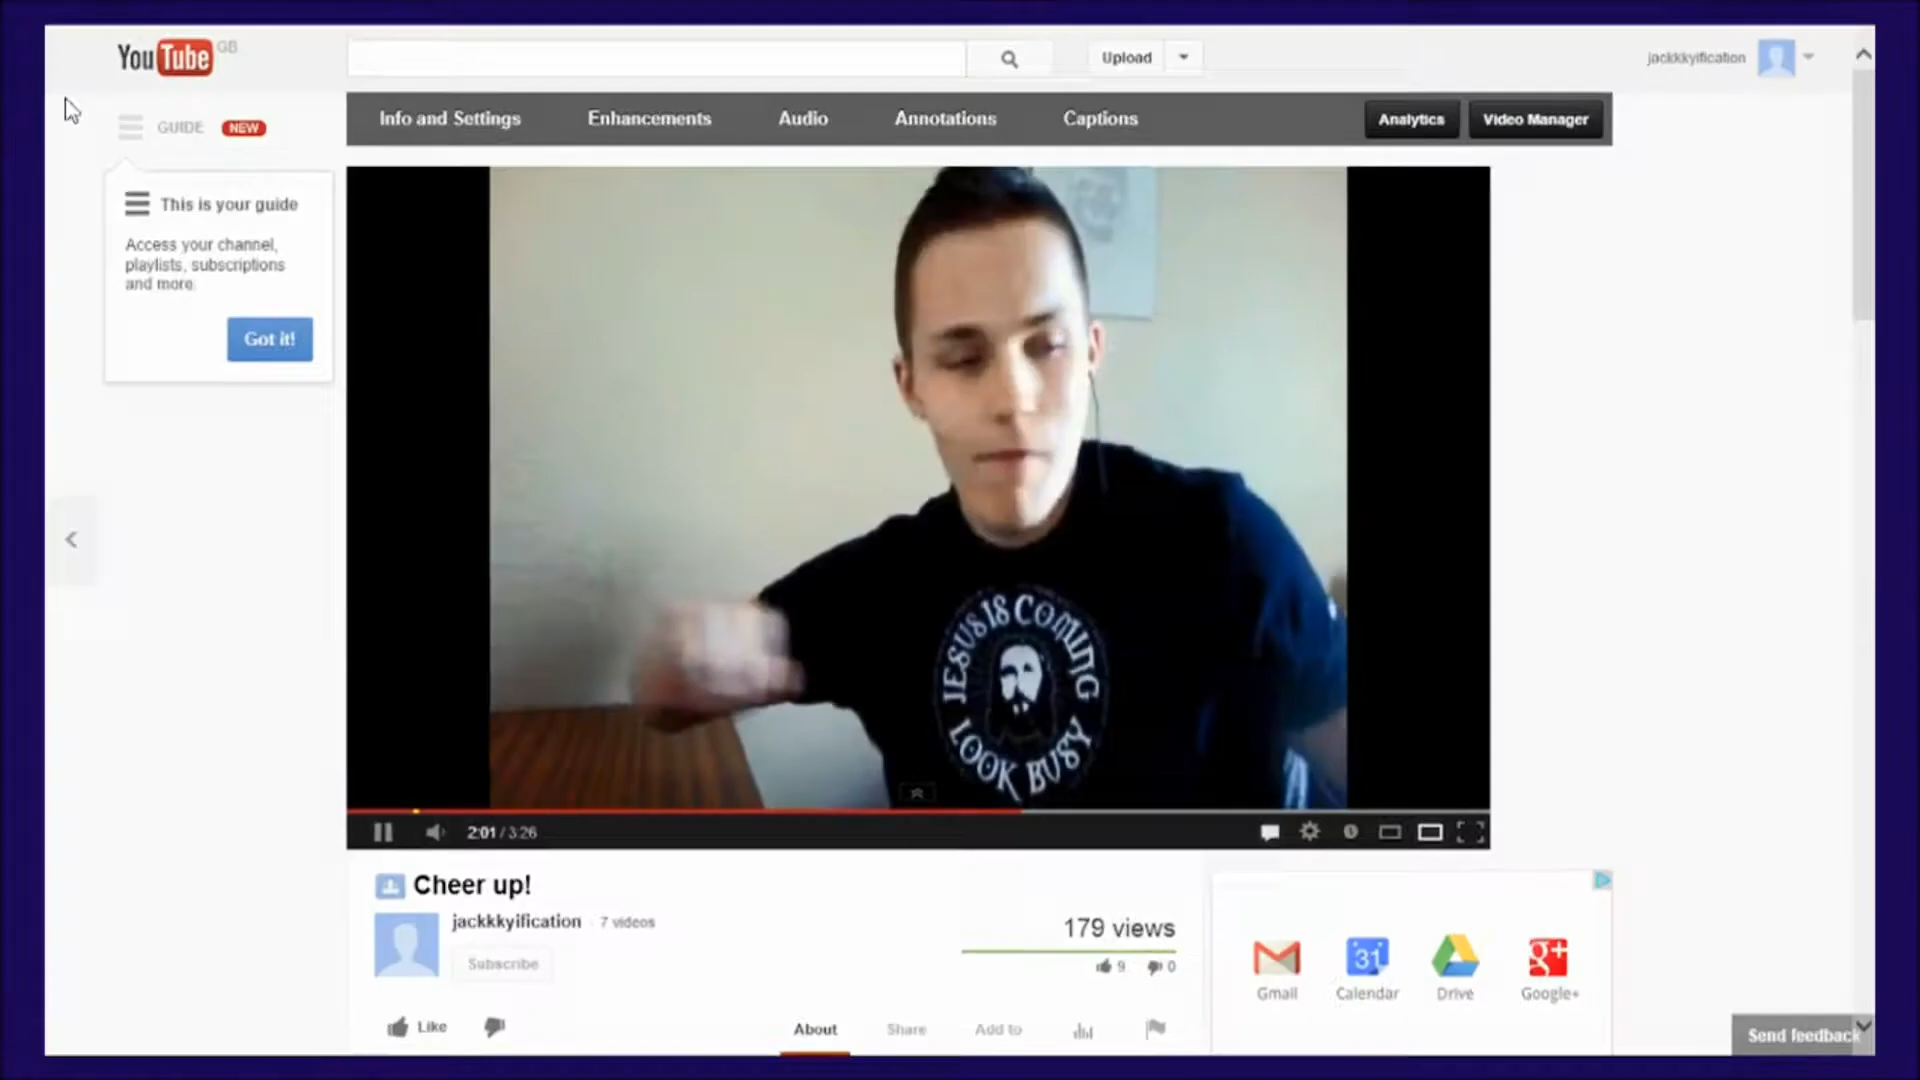 YouTube GB
Upload
jackkkyification
GUIDE NEW
Info and Settings Enhancements Audio Annotations Captions Analytics Video Manager
This is your guide
Access your channel,
playlists, subscriptions
and more.
Got it!
JESUS IS COMING
LOOK BUSY
2:01 / 3:26
Cheer up!
jackkkyification · 7 videos
Subscribe
179 views
9 0
Like
About Share Add to
31
g+
Gmail Calendar Drive Google+
Send feedback